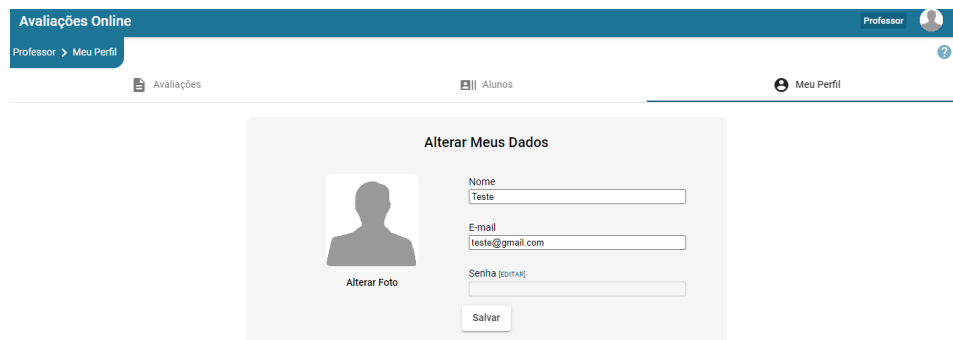 Avaliações Online
Professor
Professor > Meu Perfil
?
Avaliações
Alunos
Meu Perfil
Alterar Meus Dados
Nome
Teste
E-mail
teste@gmail.com
Senha [EDITAR]
Alterar Foto
Salvar